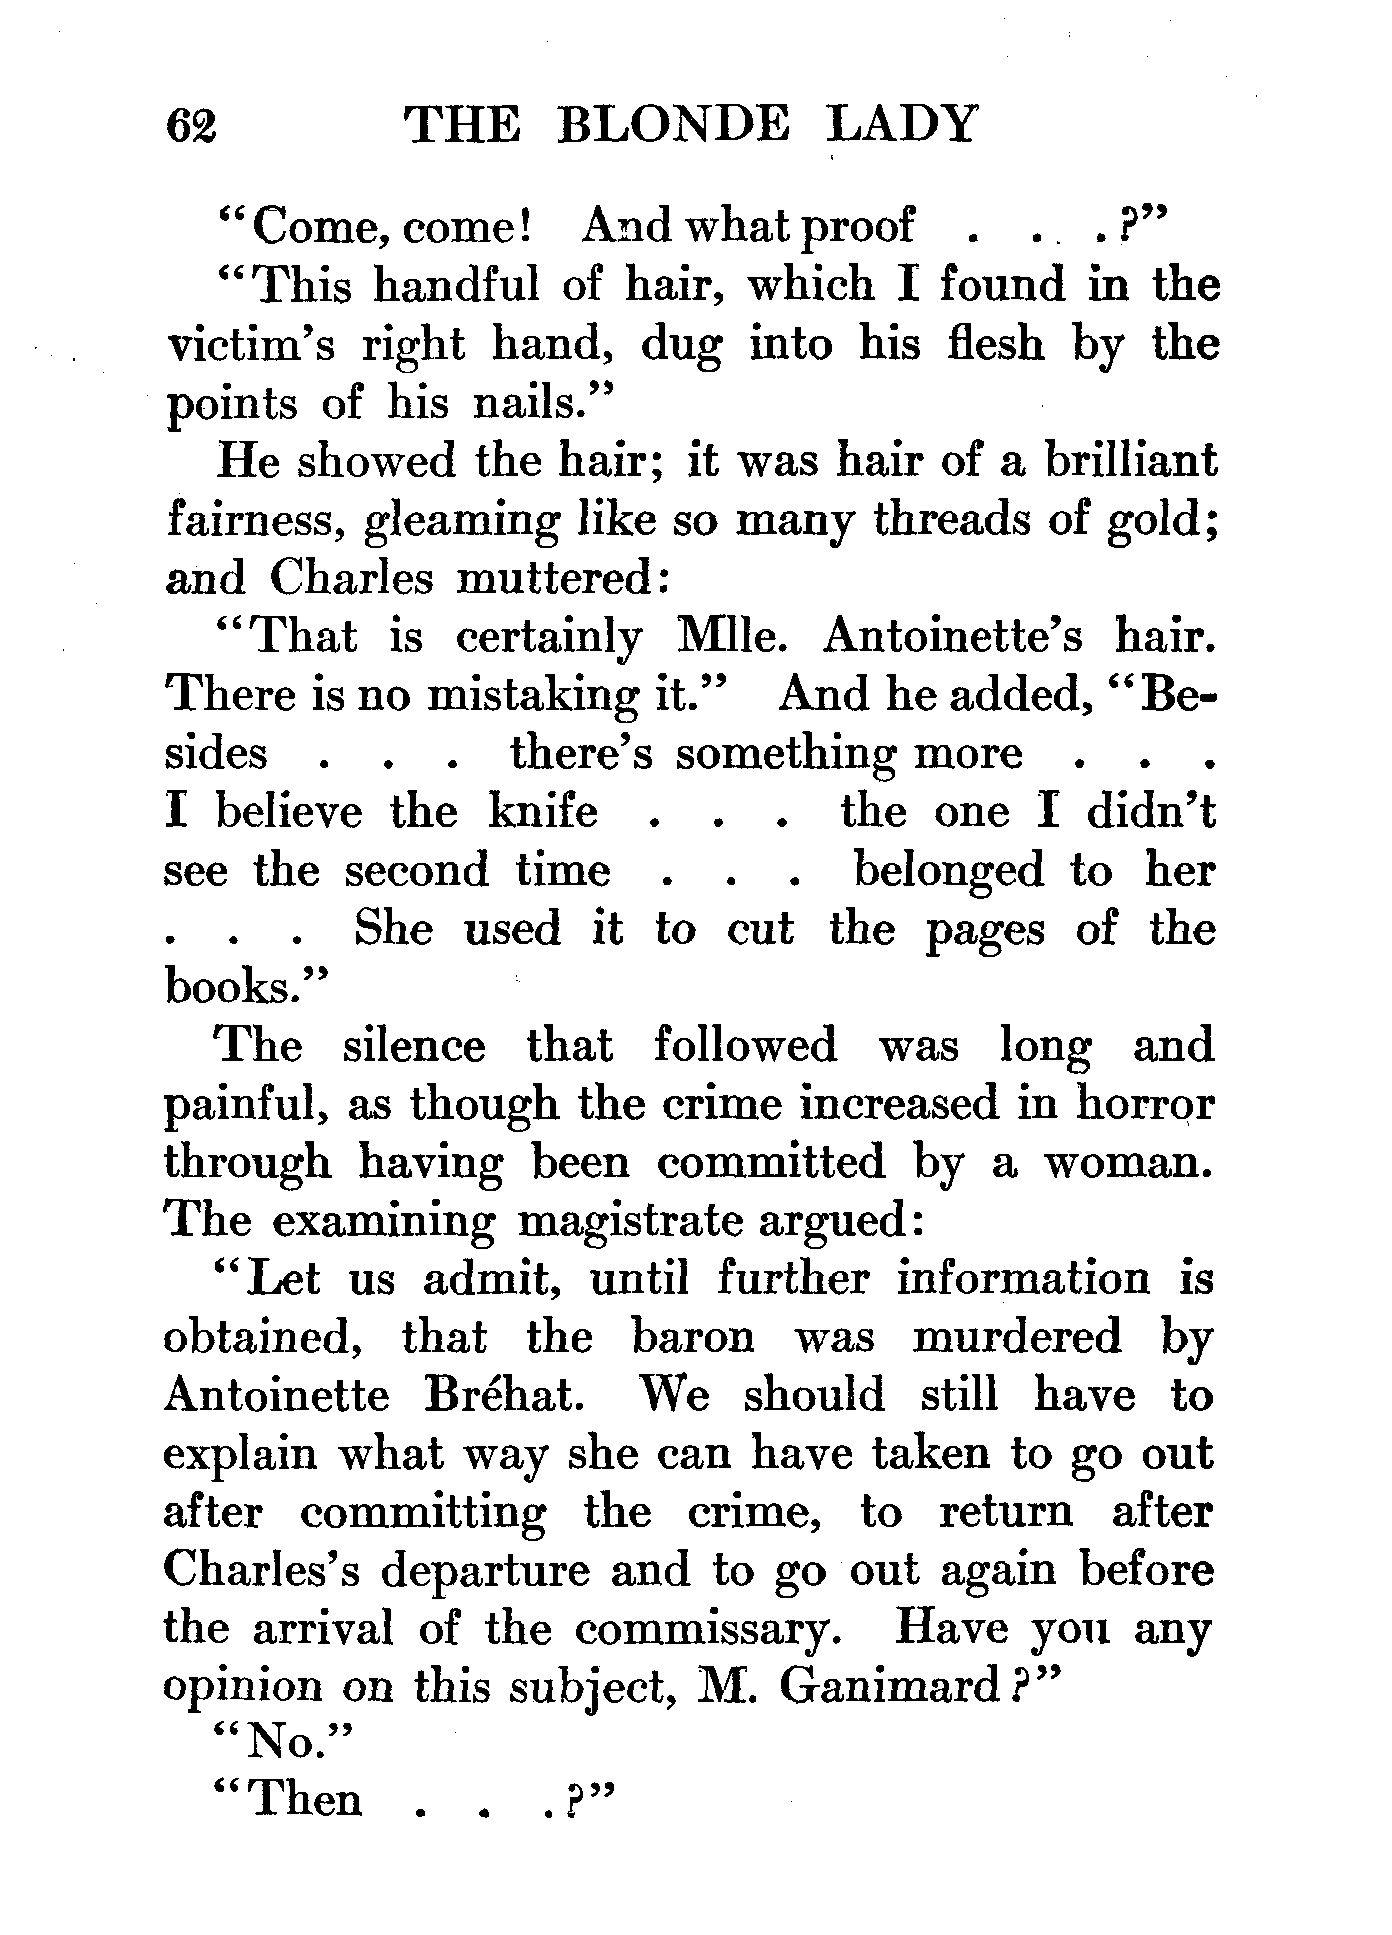 62 THE BLONDE LADY
“Come, come! And what proof . . . ?”
“This handful of hair, which I found in the
victim’s right hand, dug into his flesh by the
points of his nails.”
He showed the hair; it was hair of a brilliant
fairness, gleaming like so many threads of gold;
and Charles muttered:
“That is certainly Mlle. Antoinette’s hair.
There is no mistaking it.” And he added, “Be-
sides . . . there’s something more . . .
I believe the knife . . . the one I didn’t
see the second time . . . belonged to her
. . . She used it to cut the pages of the
books.”
The silence that followed was long and
painful, as though the crime increased in horror
through having been committed by a woman.
The examining magistrate argued:
“Let us admit, until further information is
obtained, that the baron was murdered by
Antoinette Bréhat. We should still have to
explain what way she can have taken to go out
after committing the crime, to return after
Charles’s departure and to go out again before
the arrival of the commissary. Have you any
opinion on this subject, M. Ganimard?”
“No.”
“Then . . . ?”